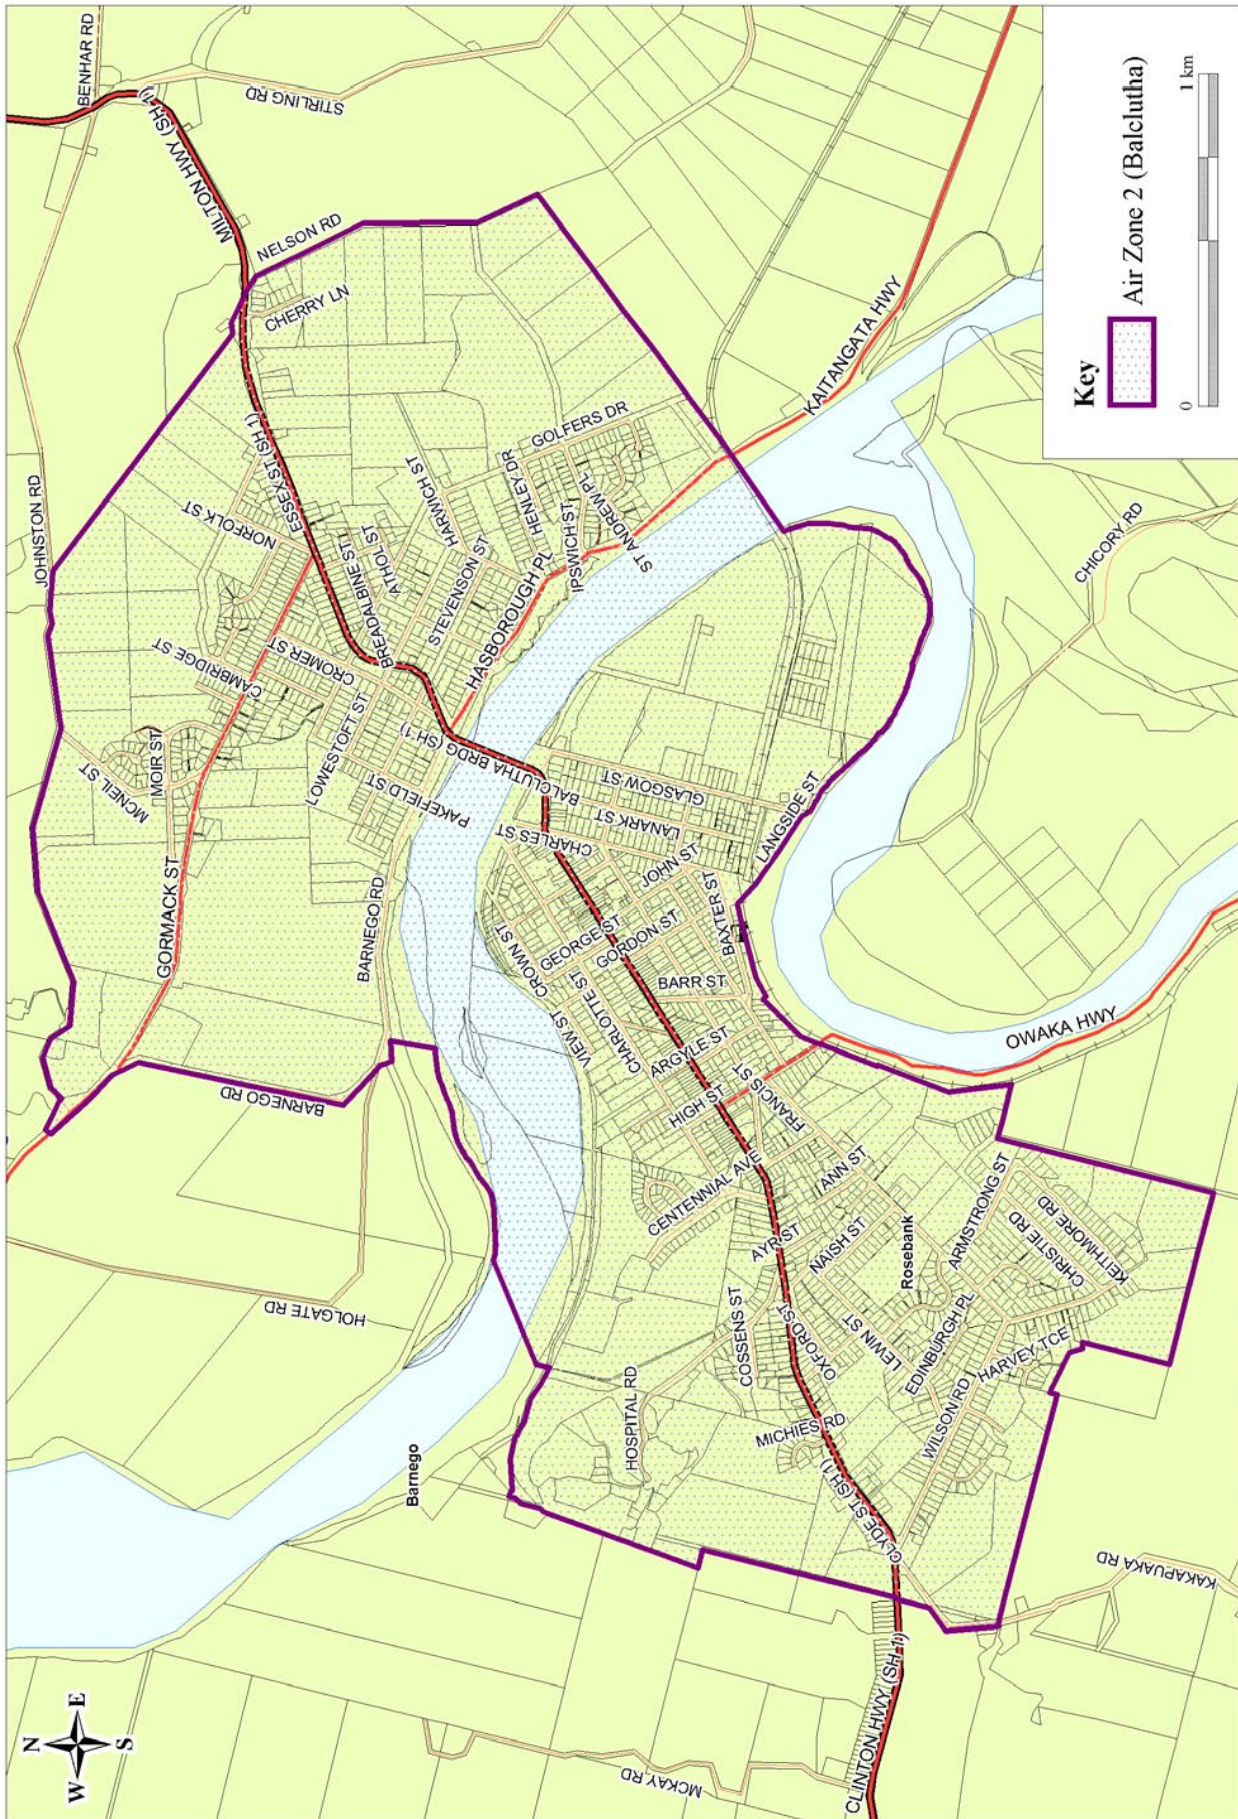 BENHAR RD
STIRLING RD
MILTON HWY (SH 1)
NELSON RD
CHERRY LN
JOHNSTON RD
ESSEX ST (SH 1)
NORFOLK ST
HARWICH ST
GOLFERS DR
HENLEY DR
KAITANGATA HWY
ATHOL ST
BREADALBINE ST
STEVENSON ST
IPSWICH ST
ST ANDREW PL
HASBOROUGH PL
CAMBRIDGE ST
CROMER ST
LOWESTOFT ST
MOIR ST
MCNEIL ST
PAKEFIELD ST
BALCLUTHA BRDG (SH 1)
GORMACK ST
BARNEGO RD
BARNEGO RD
GLASGOW ST
LANARK ST
CHARLES ST
LANGSIDE ST
JOHN ST
BAXTER ST
CHICORY RD
CROWN ST
GEORGE ST
GORDON ST
VIEW ST
CHARLOTTE ST
BARR ST
ARGYLE ST
OWAKA HWY
HIGH ST
FRANCIS ST
HOLGATE RD
CENTENNIAL AVE
ANN ST
AYR ST
NAISH ST
Rosebank
ARMSTRONG ST
CHRISTIE RD
KEITHMORE RD
COSSENS ST
OXFORD ST
LEWIN ST
EDINBURGH PL
HARVEY TCE
HOSPITAL RD
MICHIES RD
WILSON RD
Barnego
CLYDE ST (SH 1)
KAKAPUAKA RD
CLINTON HWY (SH 1)
MCKAY RD
N
W
E
S
Key
Air Zone 2 (Balclutha)
0
1 km